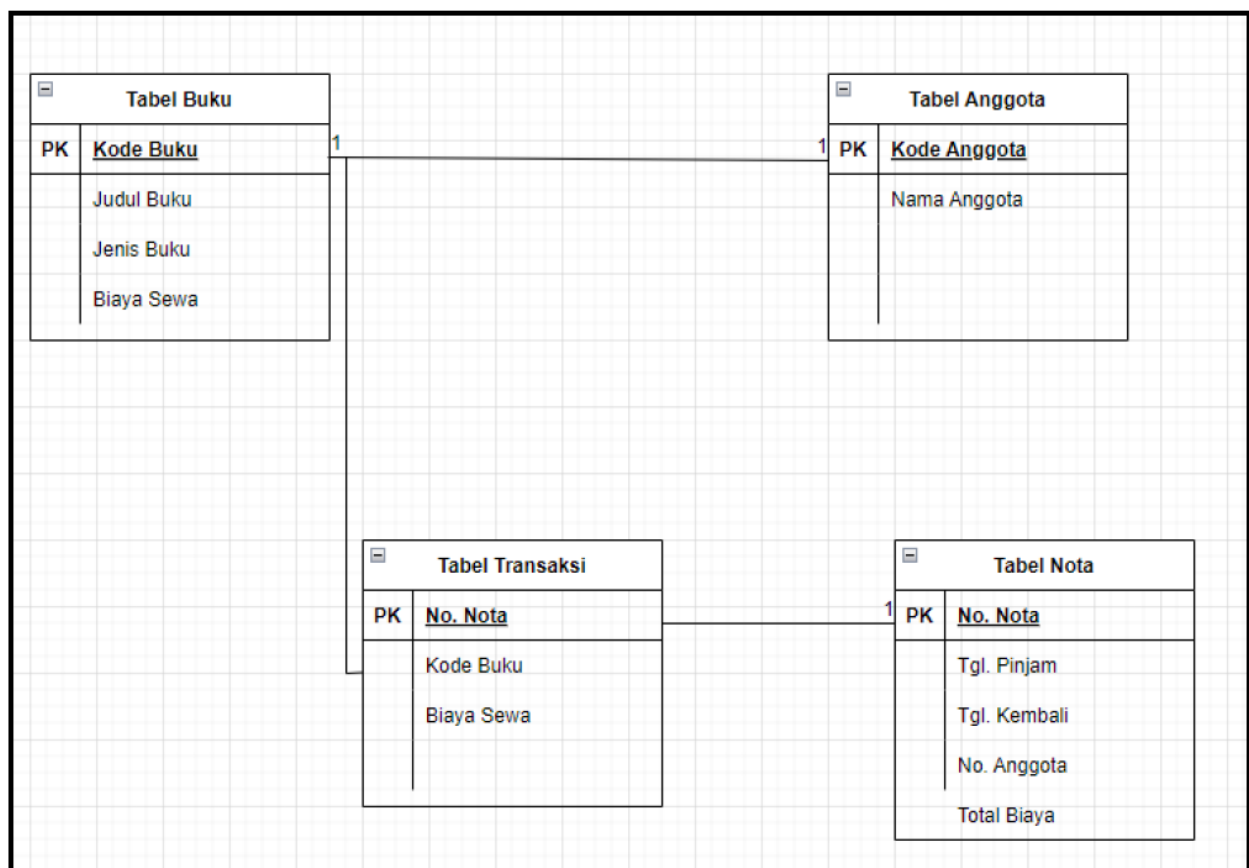 Tabel Buku
PK Kode Buku
Judul Buku
Jenis Buku
Biaya Sewa
1
1
Tabel Anggota
PK Kode Anggota
Nama Anggota
Tabel Transaksi
PK No. Nota
Kode Buku
Biaya Sewa
1
Tabel Nota
PK No. Nota
Tgl. Pinjam
Tgl. Kembali
No. Anggota
Total Biaya